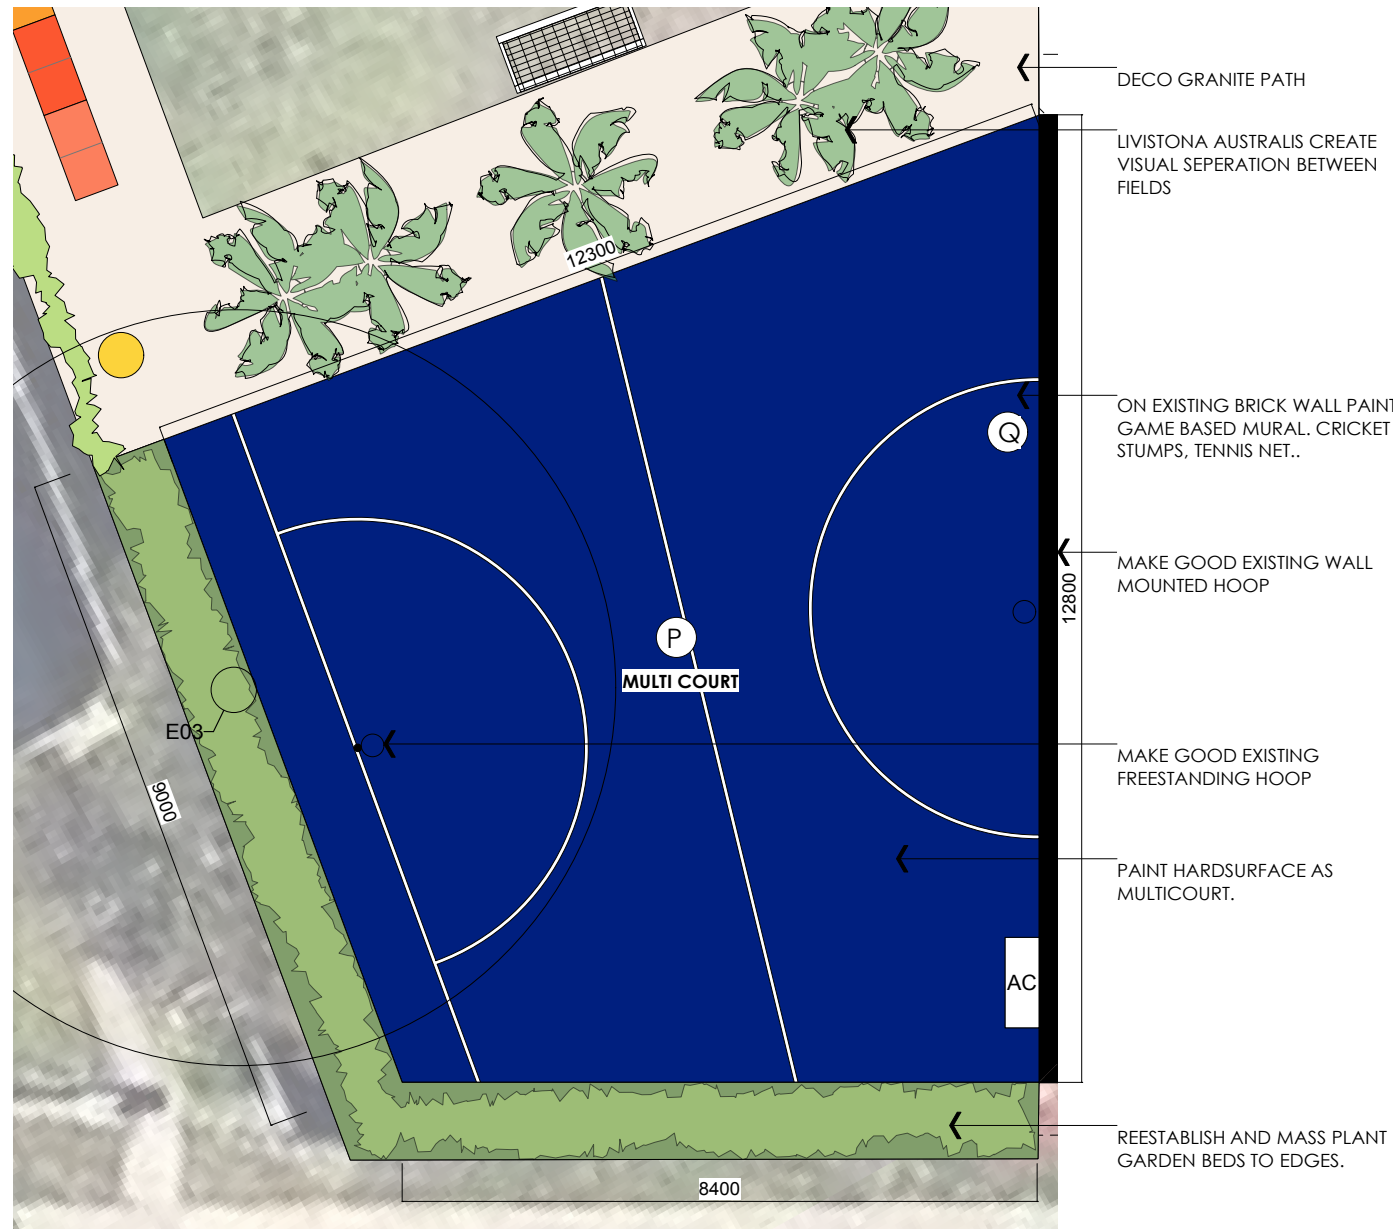 DECO GRANITE PATH
LIVISTONA AUSTRALIS CREATE
VISUAL SEPERATION BETWEEN
FIELDS
12300
ON EXISTING BRICK WALL PAINT
GAME BASED MURAL. CRICKET
STUMPS, TENNIS NET..
Q
MAKE GOOD EXISTING WALL
MOUNTED HOOP
12800
P
MULTI COURT
E03
MAKE GOOD EXISTING
FREESTANDING HOOP
9000
PAINT HARDSURFACE AS
MULTICOURT.
AC
REESTABLISH AND MASS PLANT
GARDEN BEDS TO EDGES.
8400